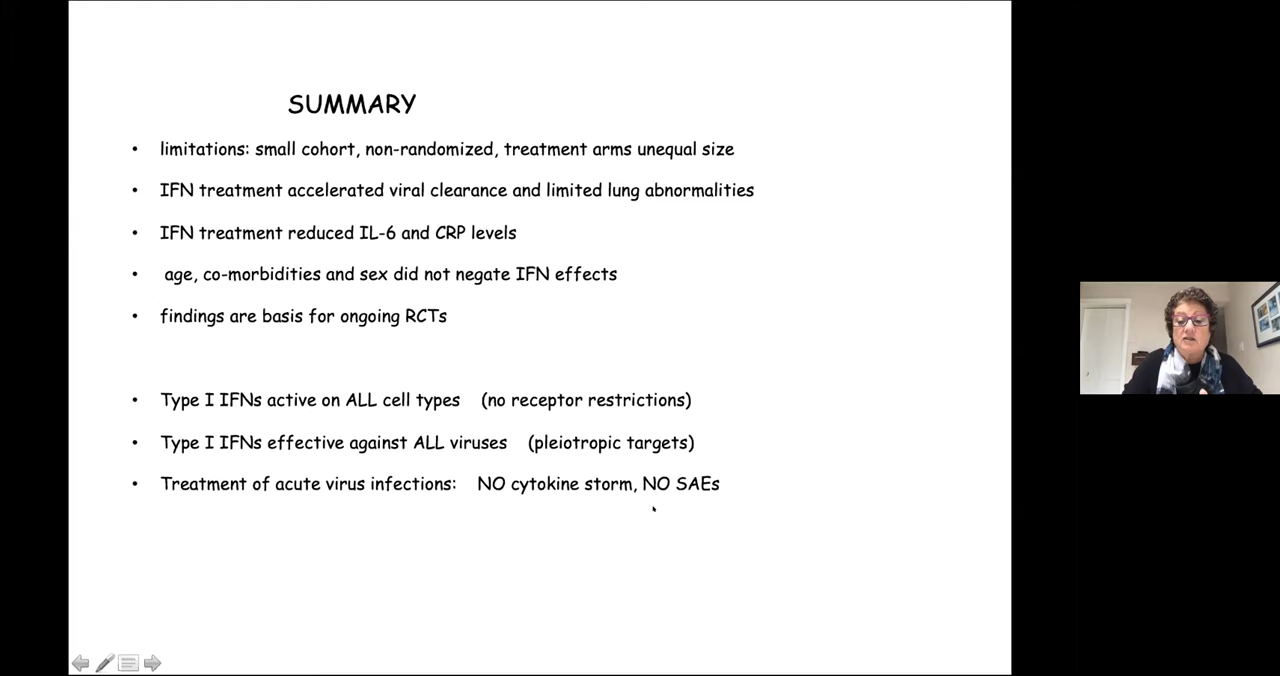 SUMMARY
• limitations: small cohort, non-randomized, treatment arms unequal size
• IFN treatment accelerated viral clearance and limited lung abnormalities
• IFN treatment reduced IL-6 and CRP levels
• age, co-morbidities and sex did not negate IFN effects
• findings are basis for ongoing RCTs
• Type I IFNs active on ALL cell types (no receptor restrictions)
• Type I IFNs effective against ALL viruses (pleiotropic targets)
• Treatment of acute virus infections: NO cytokine storm, NO SAEs